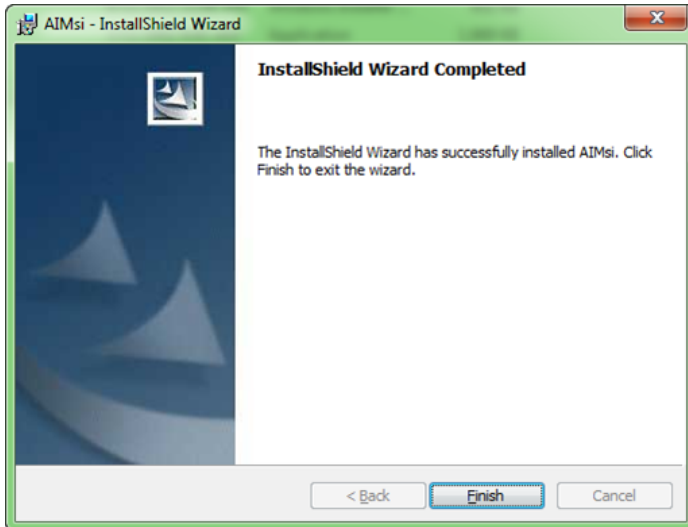 AIMsi - InstallShield Wizard
InstallShield Wizard Completed
The InstallShield Wizard has successfully installed AIMsi. Click
Finish to exit the wizard.
< Back
Finish
Cancel